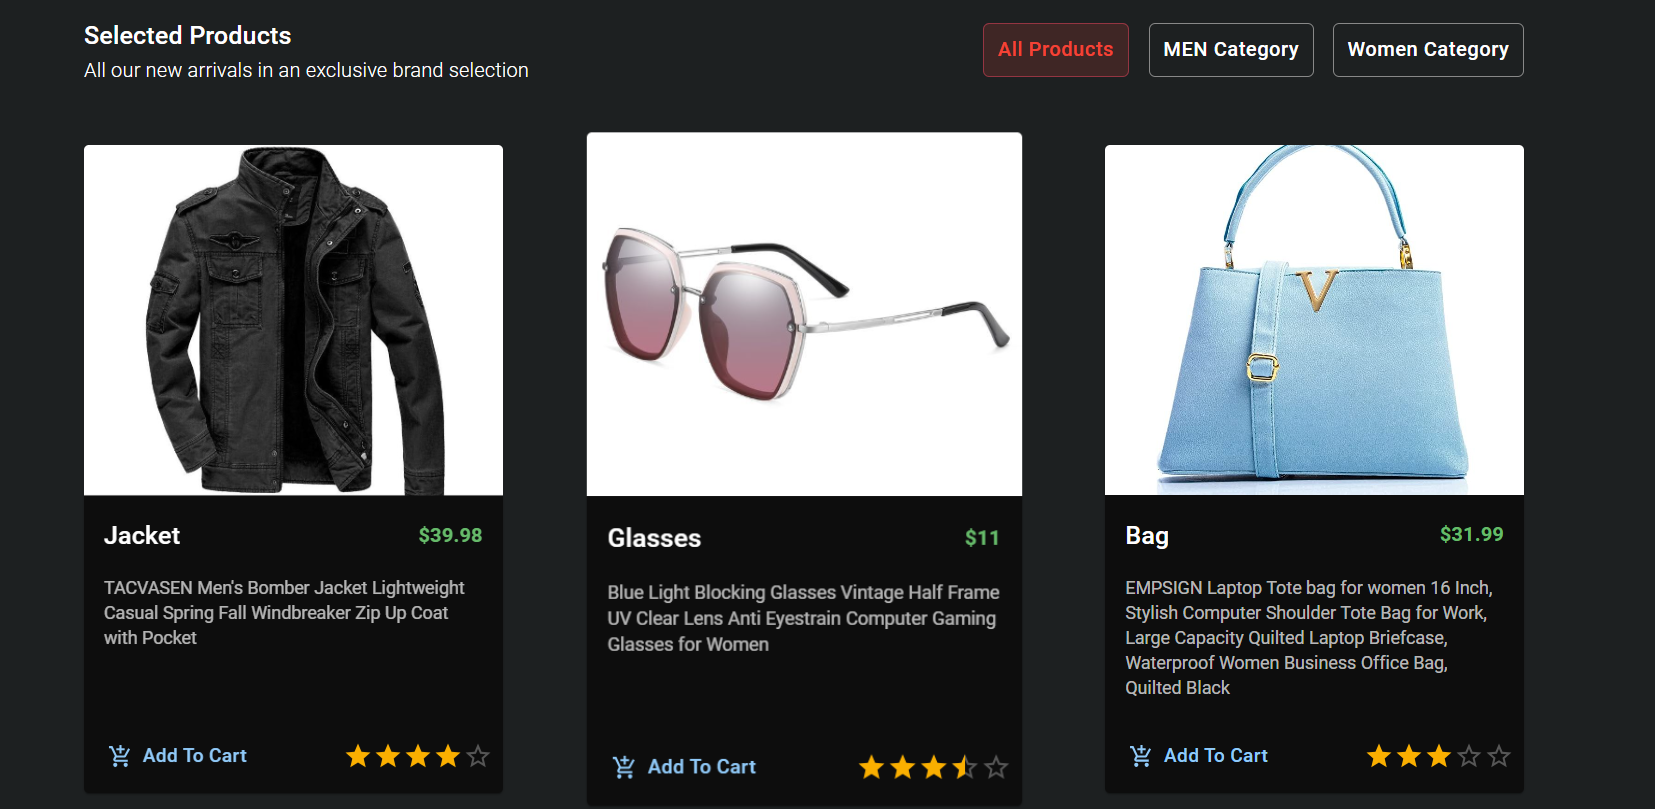 Selected Products
All our new arrivals in an exclusive brand selection
All Products
MEN Category
Women Category
Jacket
$39.98
TACVASEN Men's Bomber Jacket Lightweight
Casual Spring Fall Windbreaker Zip Up Coat
with Pocket
Add To Cart
Glasses
$11
Blue Light Blocking Glasses Vintage Half Frame
UV Clear Lens Anti Eyestrain Computer Gaming
Glasses for Women
Add To Cart
V
Bag
$31.99
EMPSIGN Laptop Tote bag for women 16 Inch,
Stylish Computer Shoulder Tote Bag for Work,
Large Capacity Quilted Laptop Briefcase,
Waterproof Women Business Office Bag,
Quilted Black
Add To Cart